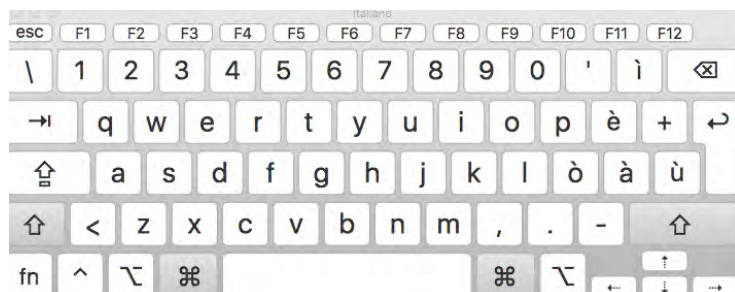 Italiano
esc F1 F2 F3 F4 F5 F6 F7 F8 F9 F10 F11 F12
\ 1 2 3 4 5 6 7 8 9 0 ' ì ⌫
⇥ q w e r t y u i o p è + ↩
⇪ a s d f g h j k l ò à ù
⇧ < z x c v b n m , . - ⇧
fn ^ ⌥ ⌘ ⌘ ⌥ ⇠ ⇡ ⇣ ⇢